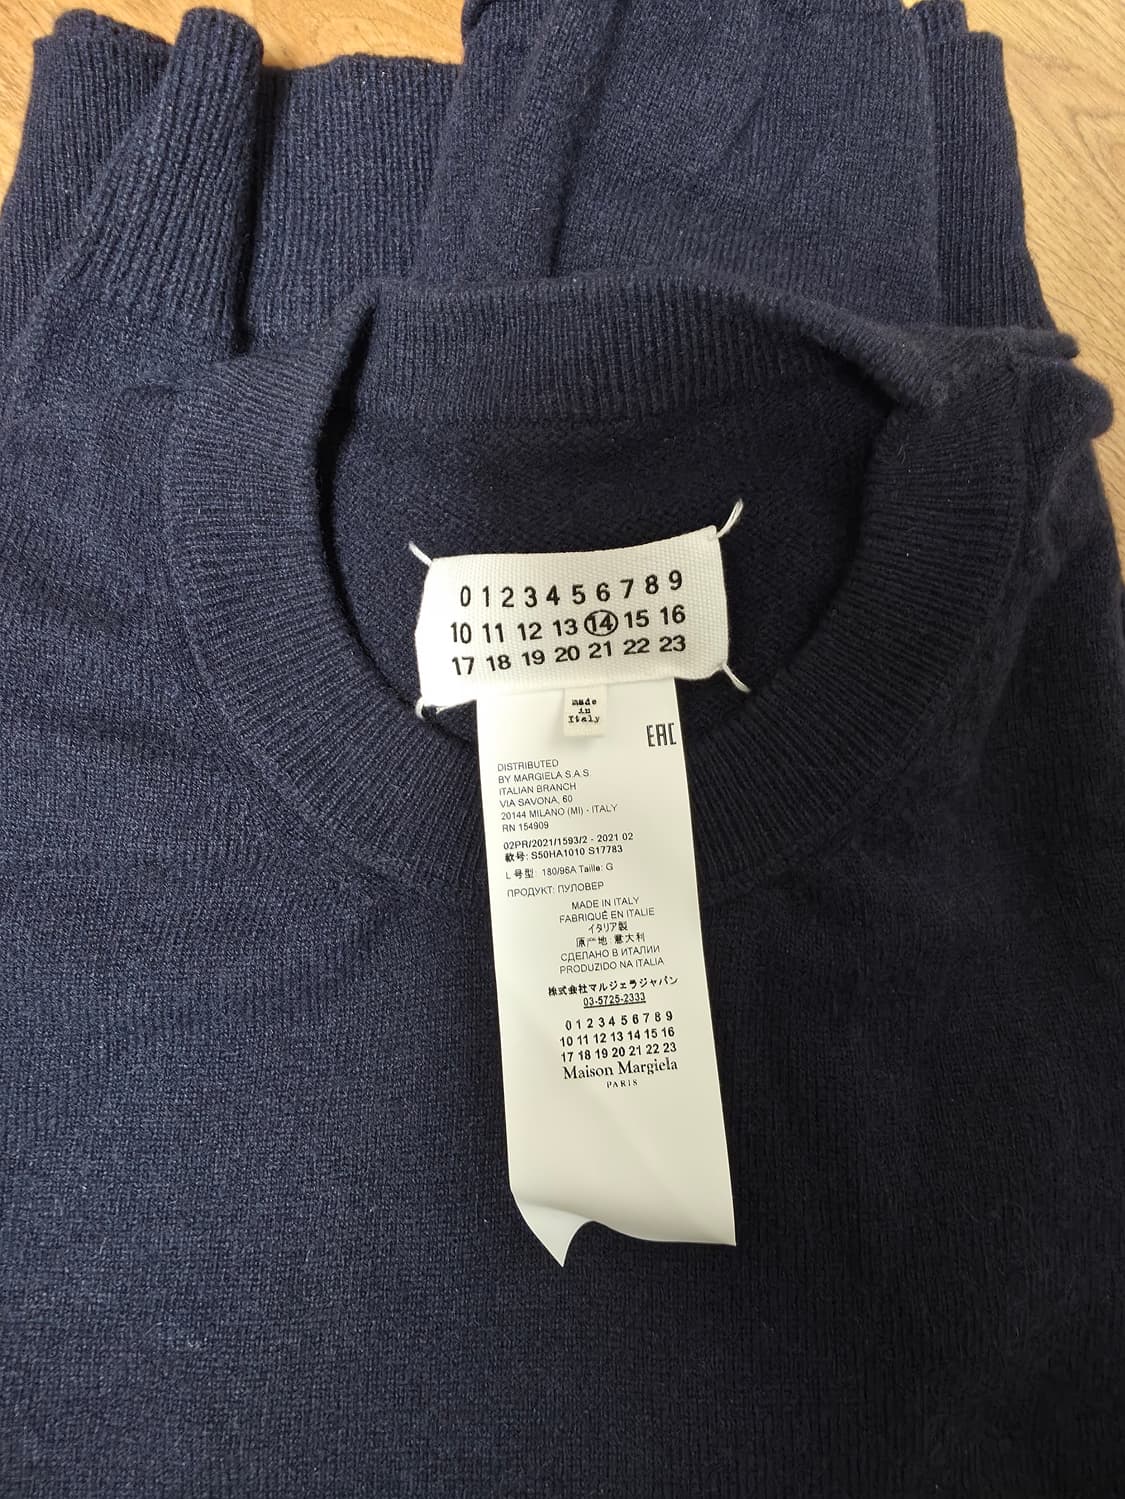 0 1 2 3 4 5 6 7 8 9
10 11 12 13 14 15 16
17 18 19 20 21 22 23
made
in
Italy
EAC
DISTRIBUTED
BY MARGIELA S.A.S
ITALIAN BRANCH
VIA SAVONA, 60
20144 MILANO (MI) - ITALY
RN 154909
02PR/2021/1593/2 - 2021 02
款号: S50HA1010 S17783
L 号型: 180/96A Taille: G
ПРОДУКТ: ПУЛОВЕР
MADE IN ITALY
FABRIQUÉ EN ITALIE
イタリア製
原产地: 意大利
СДЕЛАНО В ИТАЛИИ
PRODUZIDO NA ITALIA
株式会社マルジェラジャパン
03-5725-2333
0 1 2 3 4 5 6 7 8 9
10 11 12 13 14 15 16
17 18 19 20 21 22 23
Maison Margiela
PARIS